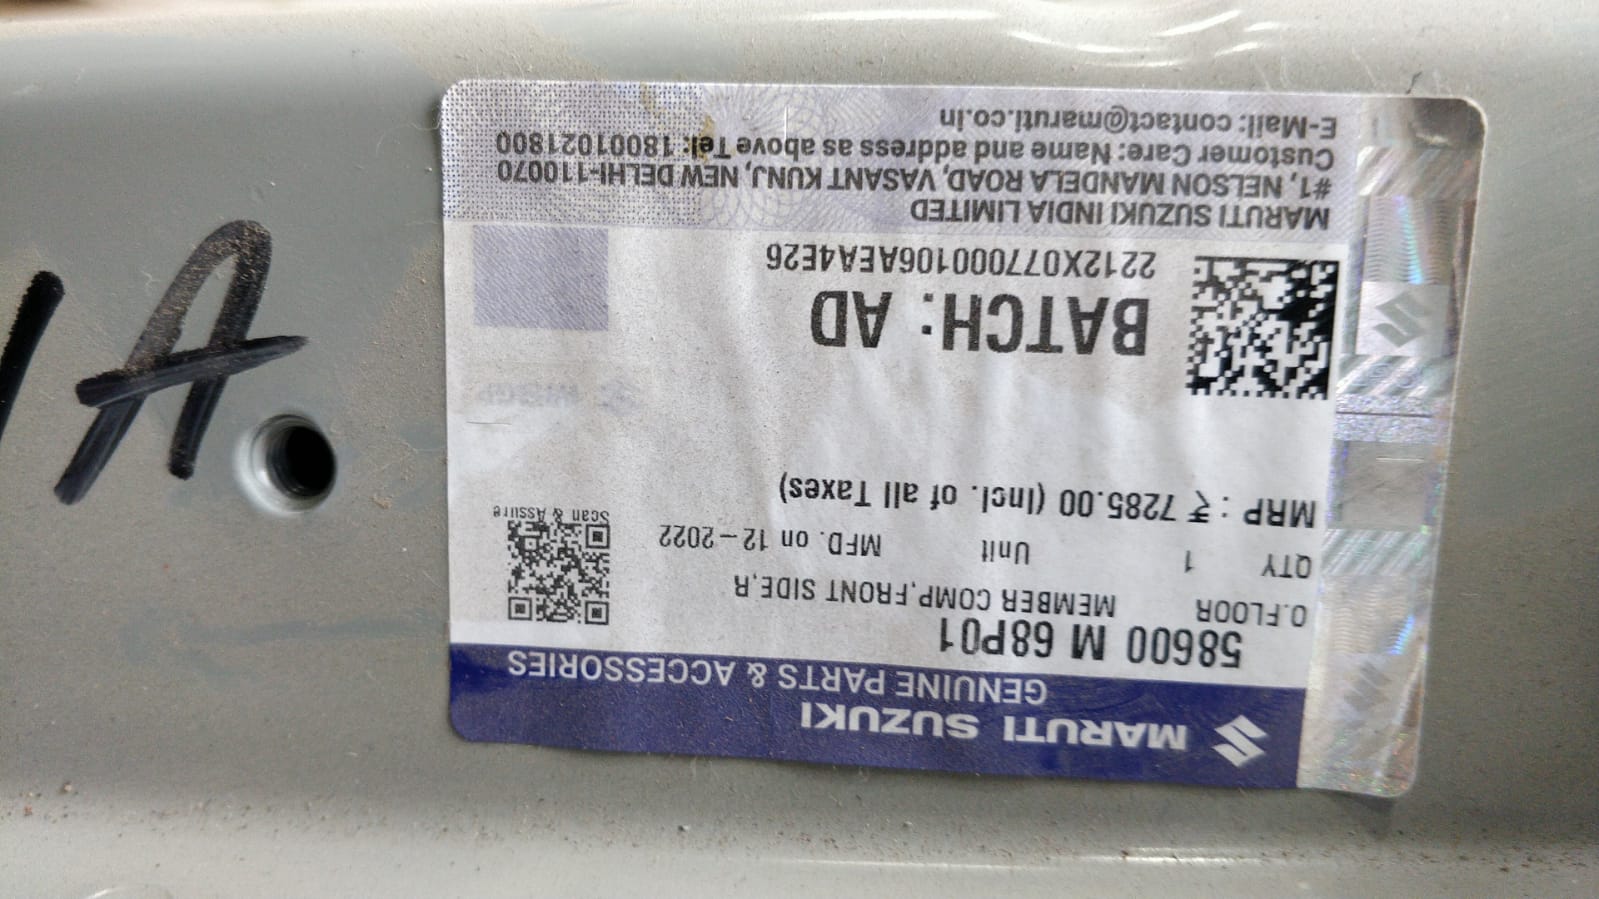 MARUTI SUZUKI
GENUINE PARTS & ACCESSORIES
58600 M 68P01
O.FLOOR MEMBER COMP,FRONT SIDE,R
QTY 1 Unit MFD. on 12-2022
MRP : ₹ 7285.00 (Incl. of all Taxes)
Scan & Assure
BATCH: AD
2212X077000106AEA4E26
MARUTI SUZUKI INDIA LIMITED
#1, NELSON MANDELA ROAD, VASANT KUNJ, NEW DELHI-110070
Customer Care: Name and address as above Tel: 18001021800
E-Mail: contact@maruti.co.in
A